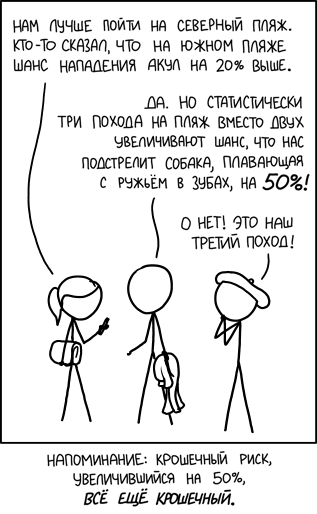 НАМ ЛУЧШЕ ПОЙТИ НА СЕВЕРНЫЙ ПЛЯЖ.
КТО-ТО СКАЗАЛ, ЧТО НА ЮЖНОМ ПЛЯЖЕ
ШАНС НАПАДЕНИЯ АКУЛ НА 20% ВЫШЕ.
ДА. НО СТАТИСТИЧЕСКИ
ТРИ ПОХОДА НА ПЛЯЖ ВМЕСТО ДВУХ
УВЕЛИЧИВАЮТ ШАНС, ЧТО НАС
ПОДСТРЕЛИТ СОБАКА, ПЛАВАЮЩАЯ
С РУЖЬЁМ В ЗУБАХ, НА 50%!
О НЕТ! ЭТО НАШ
ТРЕТИЙ ПОХОД!
НАПОМИНАНИЕ: КРОШЕЧНЫЙ РИСК,
УВЕЛИЧИВШИЙСЯ НА 50%,
ВСЁ ЕЩЁ КРОШЕЧНЫЙ.